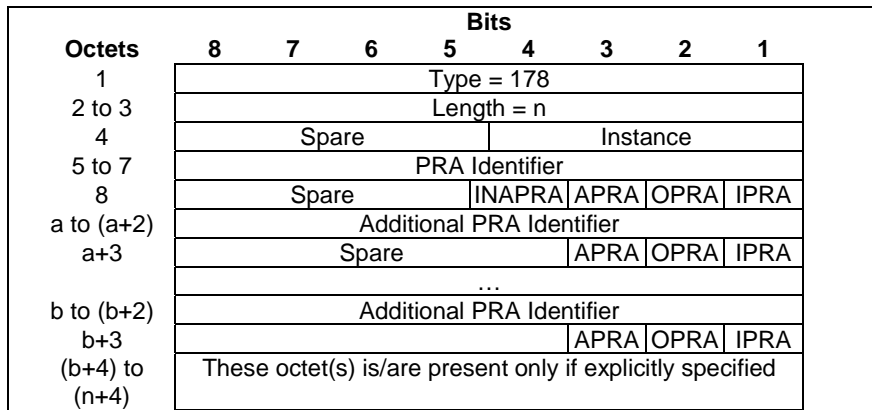 Bits
Octets 8 7 6 5 4 3 2 1
1 Type = 178
2 to 3 Length = n
4 Spare Instance
5 to 7 PRA Identifier
8 Spare INAPRA APRA OPRA IPRA
a to (a+2) Additional PRA Identifier
a+3 Spare APRA OPRA IPRA
…
b to (b+2) Additional PRA Identifier
b+3 APRA OPRA IPRA
(b+4) to These octet(s) is/are present only if explicitly specified
(n+4)